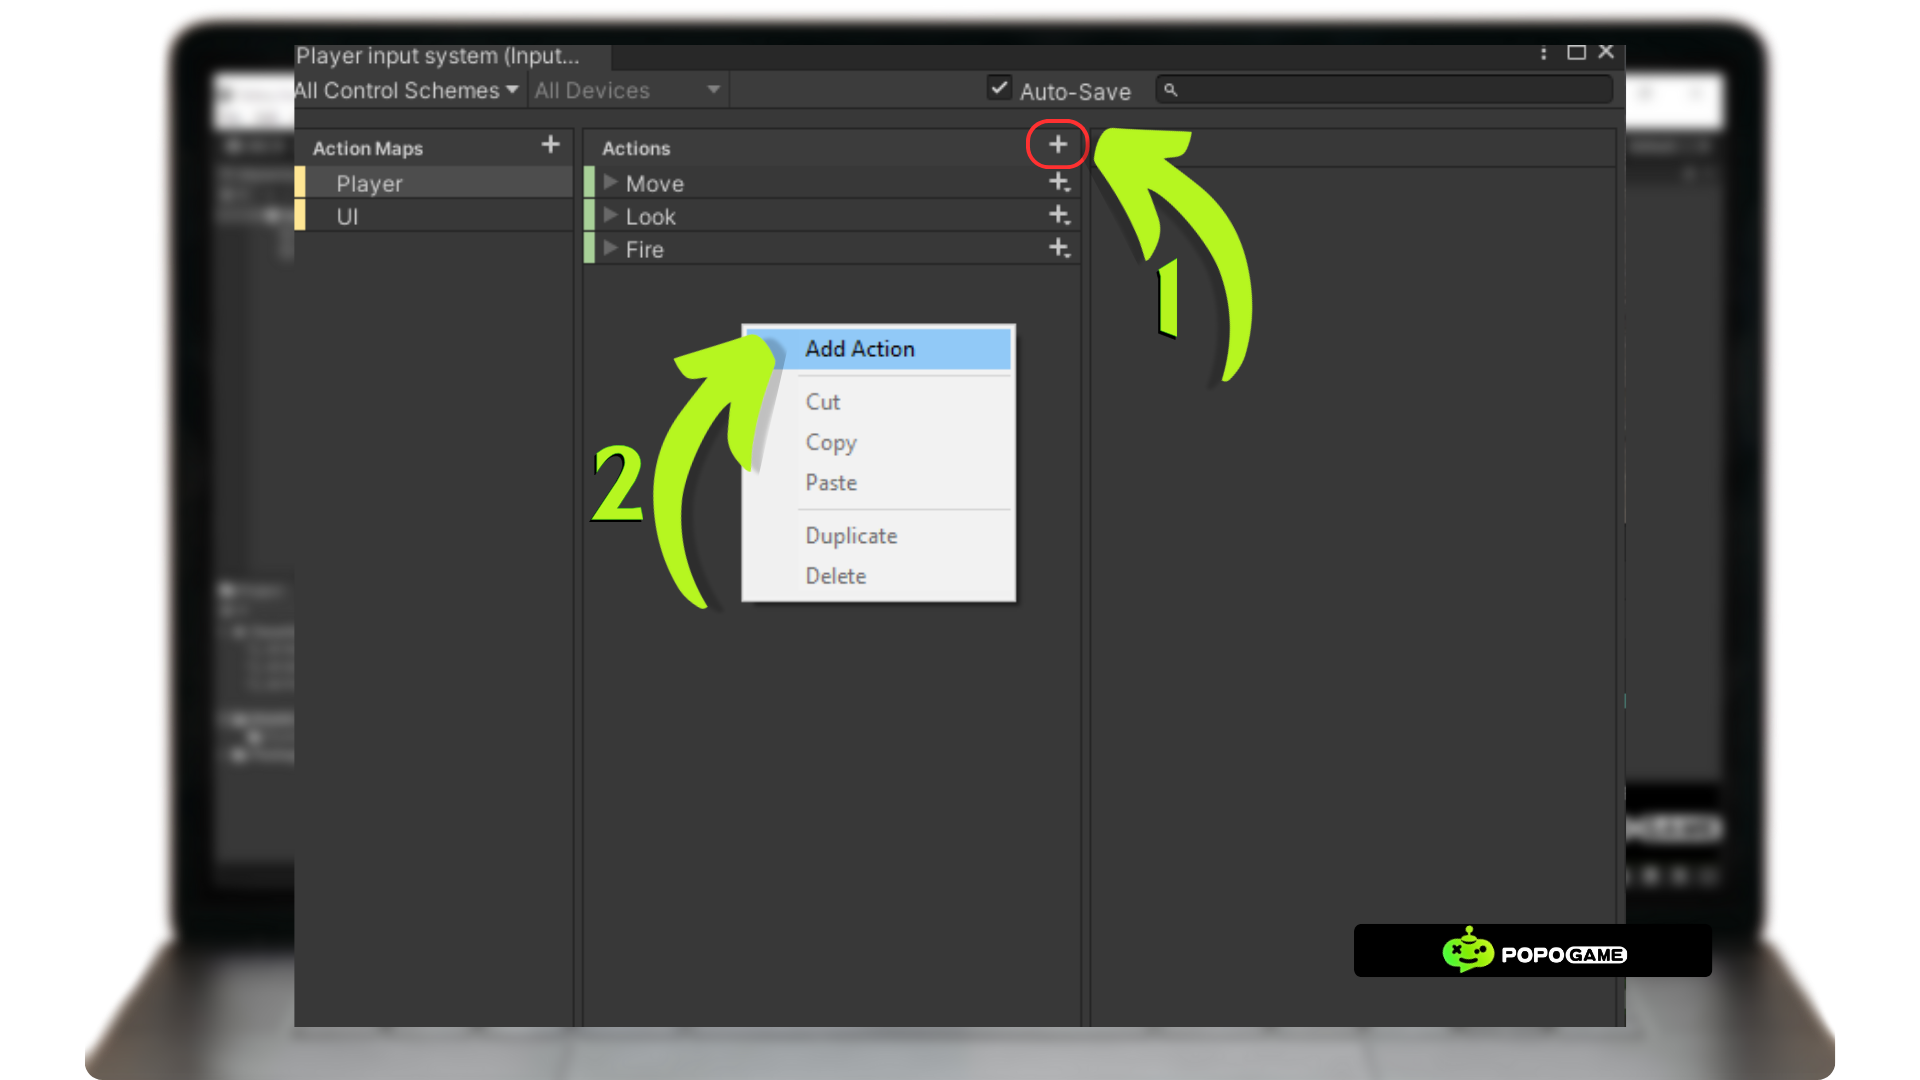 Player input system (Input...
All Control Schemes
All Devices
Auto-Save
Action Maps
Actions
Player
Move
UI
Look
Fire
1
Add Action
2
Cut
Copy
Paste
Duplicate
Delete
POPOGAME